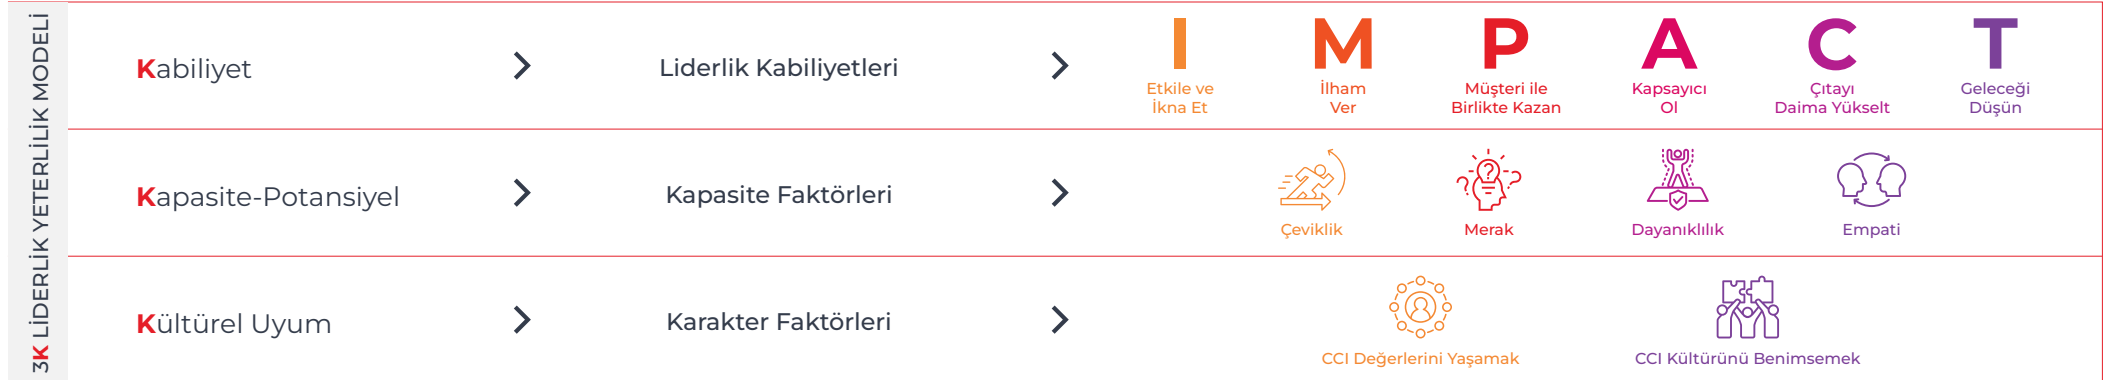 3K LİDERLİK YETERLİLİK MODELİ
Kabiliyet
Liderlik Kabiliyetleri
I M P A C T
Etkile ve
İkna Et
İlham
Ver
Müşteri ile
Birlikte Kazan
Kapsayıcı
Ol
Çıtayı
Daima Yükselt
Geleceği
Düşün
Kapasite-Potansiyel
Kapasite Faktörleri
Çeviklik
Merak
Dayanıklılık
Empati
Kültürel Uyum
Karakter Faktörleri
CCI Değerlerini Yaşamak
CCI Kültürünü Benimsemek